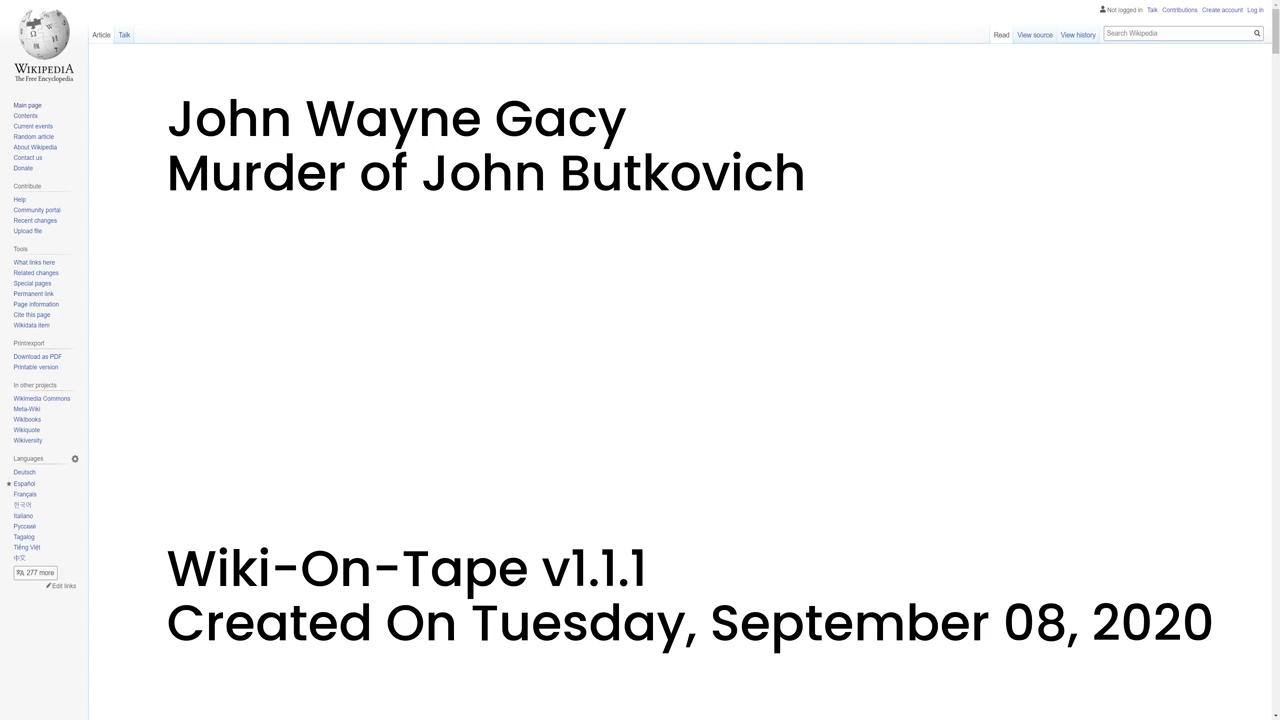 Not logged in Talk Contributions Create account Log in
Article Talk Read View source View history Search Wikipedia
WIKIPEDIA
The Free Encyclopedia
Main page
Contents
Current events
Random article
About Wikipedia
Contact us
Donate
Contribute
Help
Community portal
Recent changes
Upload file
Tools
What links here
Related changes
Special pages
Permanent link
Page information
Cite this page
Wikidata item
Print/export
Download as PDF
Printable version
In other projects
Wikimedia Commons
Meta-Wiki
Wikibooks
Wikiquote
Wikiversity
Languages
Deutsch
Español
Français
한국어
Italiano
Русский
Tagalog
Tiếng Việt
中文
277 more
Edit links
John Wayne Gacy
Murder of John Butkovich
Wiki-On-Tape v1.1.1
Created On Tuesday, September 08, 2020